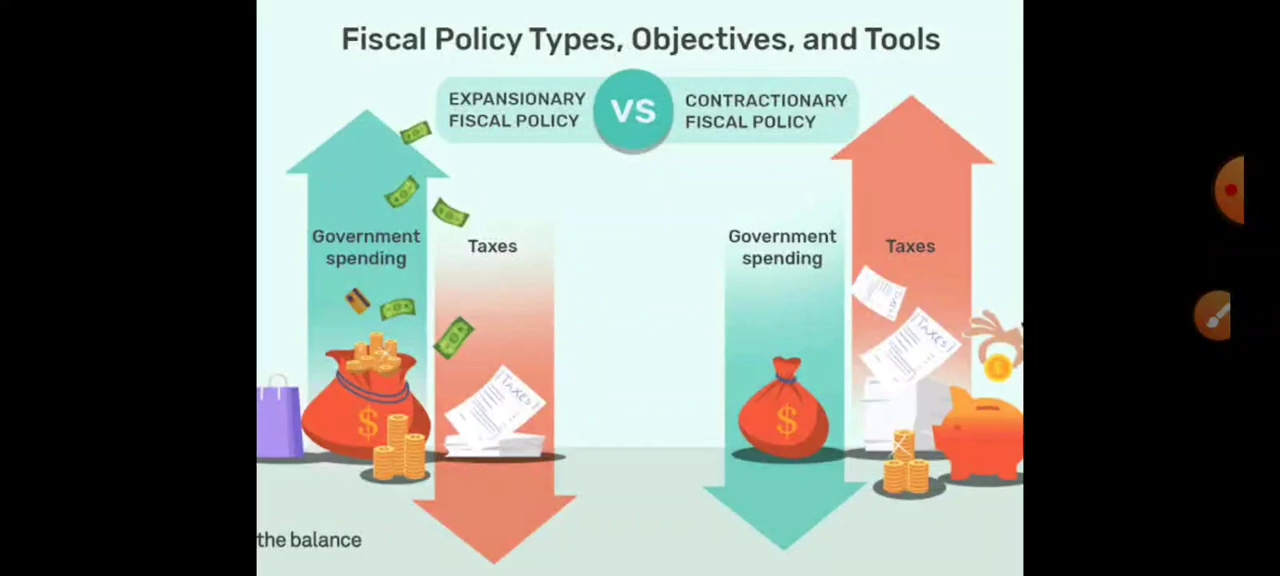 Fiscal Policy Types, Objectives, and Tools
EXPANSIONARY
FISCAL POLICY
VS
CONTRACTIONARY
FISCAL POLICY
Government
spending
Taxes
Government
spending
Taxes
TAXES!
$
TAXES!
$
TAXES!
the balance